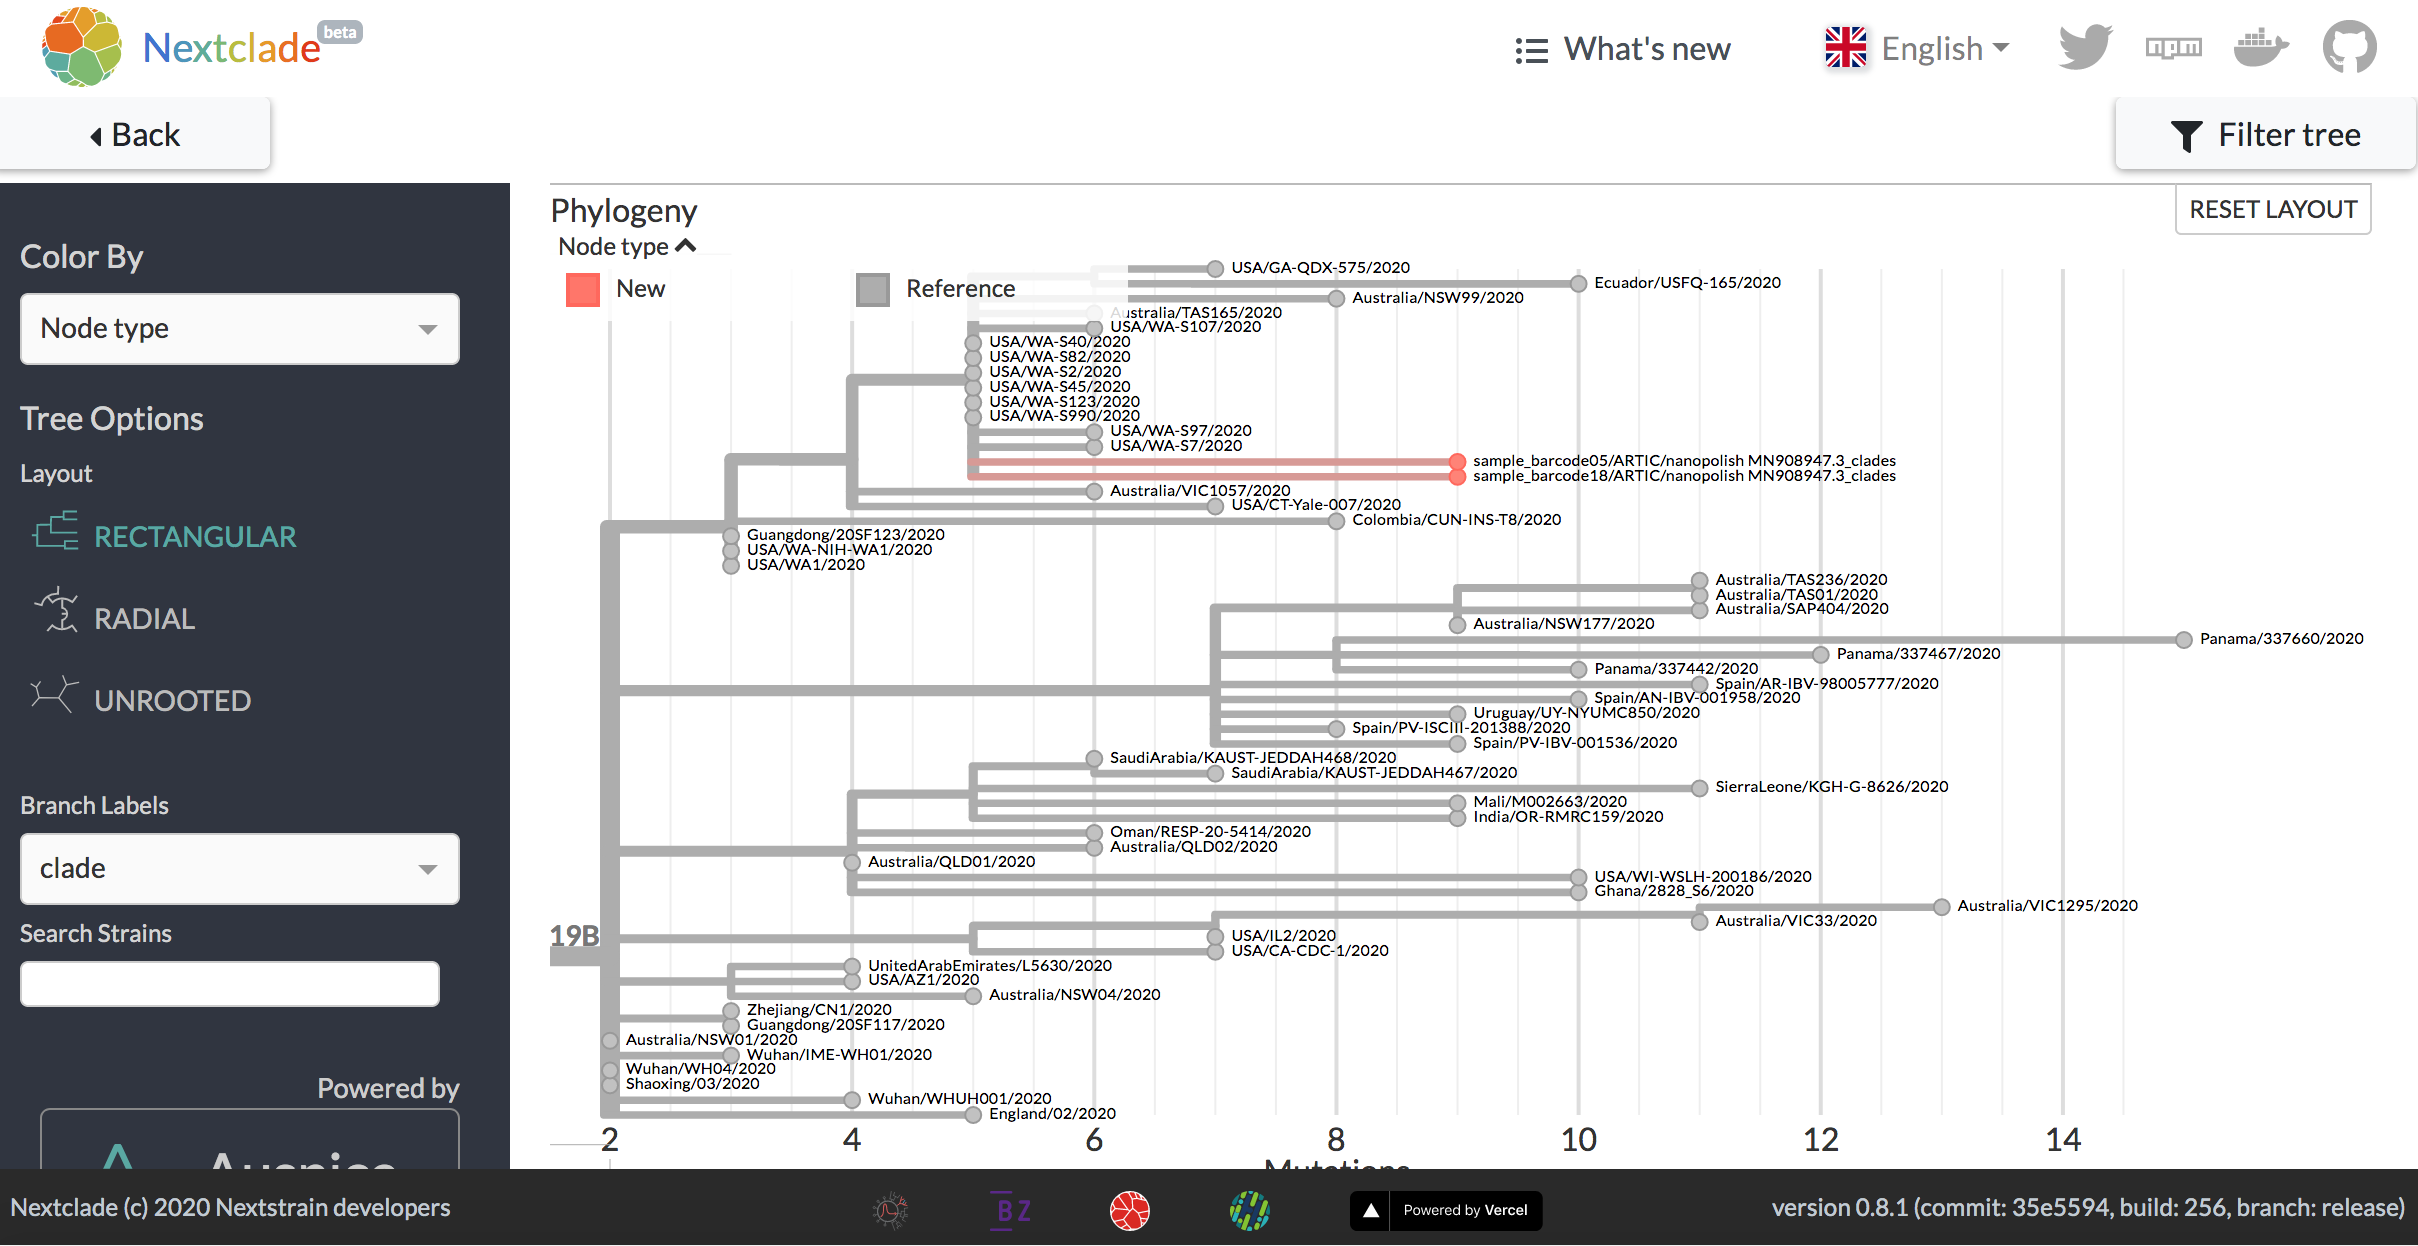 Nextclade beta
What's new
English
npm
Back
Filter tree
Color By
Node type
Tree Options
Layout
RECTANGULAR
RADIAL
UNROOTED
Branch Labels
clade
Search Strains
Powered by
Auspice
Phylogeny
RESET LAYOUT
Node type
New
Reference
USA/GA-QDX-575/2020
Ecuador/USFQ-165/2020
Australia/NSW99/2020
Australia/TAS165/2020
USA/WA-S107/2020
USA/WA-S40/2020
USA/WA-S82/2020
USA/WA-S2/2020
USA/WA-S45/2020
USA/WA-S123/2020
USA/WA-S990/2020
USA/WA-S97/2020
USA/WA-S7/2020
sample_barcode05/ARTIC/nanopolish MN908947.3_clades
sample_barcode18/ARTIC/nanopolish MN908947.3_clades
Australia/VIC1057/2020
USA/CT-Yale-007/2020
Colombia/CUN-INS-T8/2020
Guangdong/20SF123/2020
USA/WA-NIH-WA1/2020
USA/WA1/2020
Australia/TAS236/2020
Australia/TAS01/2020
Australia/SAP404/2020
Australia/NSW177/2020
Panama/337660/2020
Panama/337467/2020
Panama/337442/2020
Spain/AR-IBV-98005777/2020
Spain/AN-IBV-001958/2020
Uruguay/UY-NYUMC850/2020
Spain/PV-ISCIII-201388/2020
Spain/PV-IBV-001536/2020
SaudiArabia/KAUST-JEDDAH468/2020
SaudiArabia/KAUST-JEDDAH467/2020
SierraLeone/KGH-G-8626/2020
Mali/M002663/2020
India/OR-RMRC159/2020
Oman/RESP-20-5414/2020
Australia/QLD02/2020
Australia/QLD01/2020
USA/WI-WSLH-200186/2020
Ghana/2828_S6/2020
Australia/VIC1295/2020
Australia/VIC33/2020
19B
USA/IL2/2020
USA/CA-CDC-1/2020
UnitedArabEmirates/L5630/2020
USA/AZ1/2020
Australia/NSW04/2020
Zhejiang/CN1/2020
Guangdong/20SF117/2020
Australia/NSW01/2020
Wuhan/IME-WH01/2020
Wuhan/WH04/2020
Shaoxing/03/2020
Wuhan/WHUH001/2020
England/02/2020
2 4 6 8 10 12 14
Mutations
Nextclade (c) 2020 Nextstrain developers
BZ
Powered by Vercel
version 0.8.1 (commit: 35e5594, build: 256, branch: release)